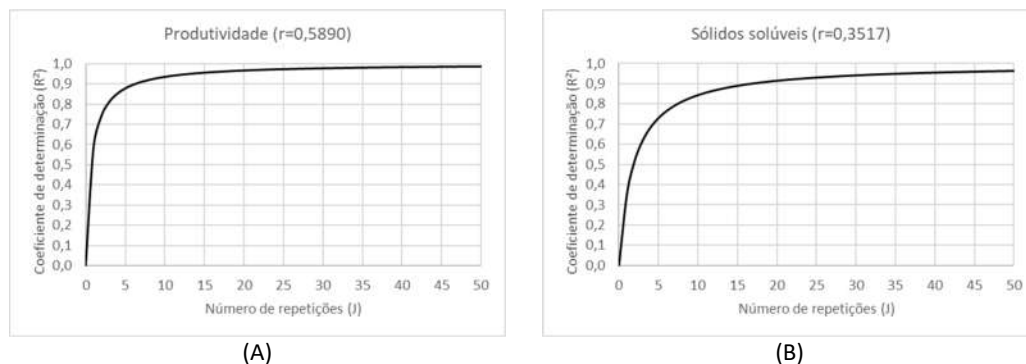 Produtividade (r=0,5890)
Coeficiente de determinação (R²)
1,0
0,9
0,8
0,7
0,6
0,5
0,4
0,3
0,2
0,1
0,0
0 5 10 15 20 25 30 35 40 45 50
Número de repetições (J)
(A)
Sólidos solúveis (r=0,3517)
Coeficiente de determinação (R²)
1,0
0,9
0,8
0,7
0,6
0,5
0,4
0,3
0,2
0,1
0,0
0 5 10 15 20 25 30 35 40 45 50
Número de repetições (J)
(B)